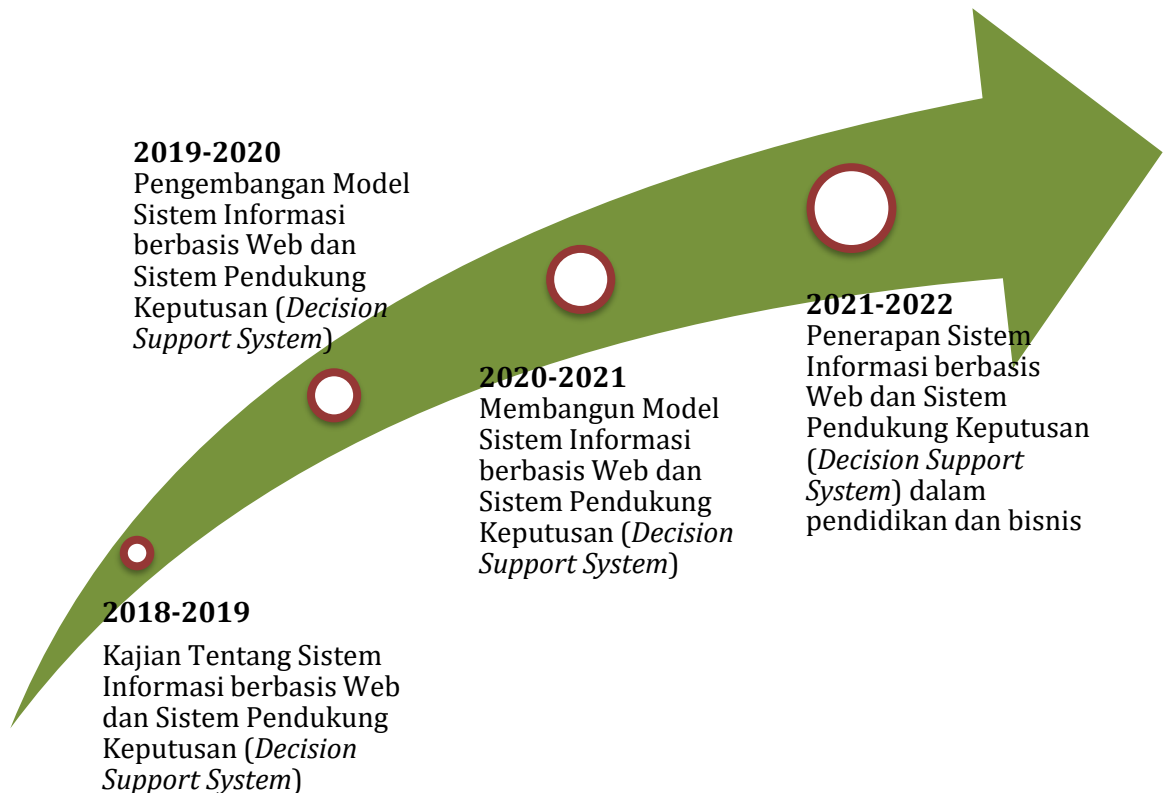 2019-2020
Pengembangan Model
Sistem Informasi
berbasis Web dan
Sistem Pendukung
Keputusan (Decision
Support System)
2021-2022
Penerapan Sistem
Informasi berbasis
Web dan Sistem
Pendukung Keputusan
(Decision Support
System) dalam
pendidikan dan bisnis
2020-2021
Membangun Model
Sistem Informasi
berbasis Web dan
Sistem Pendukung
Keputusan (Decision
Support System)
2018-2019
Kajian Tentang Sistem
Informasi berbasis Web
dan Sistem Pendukung
Keputusan (Decision
Support System)